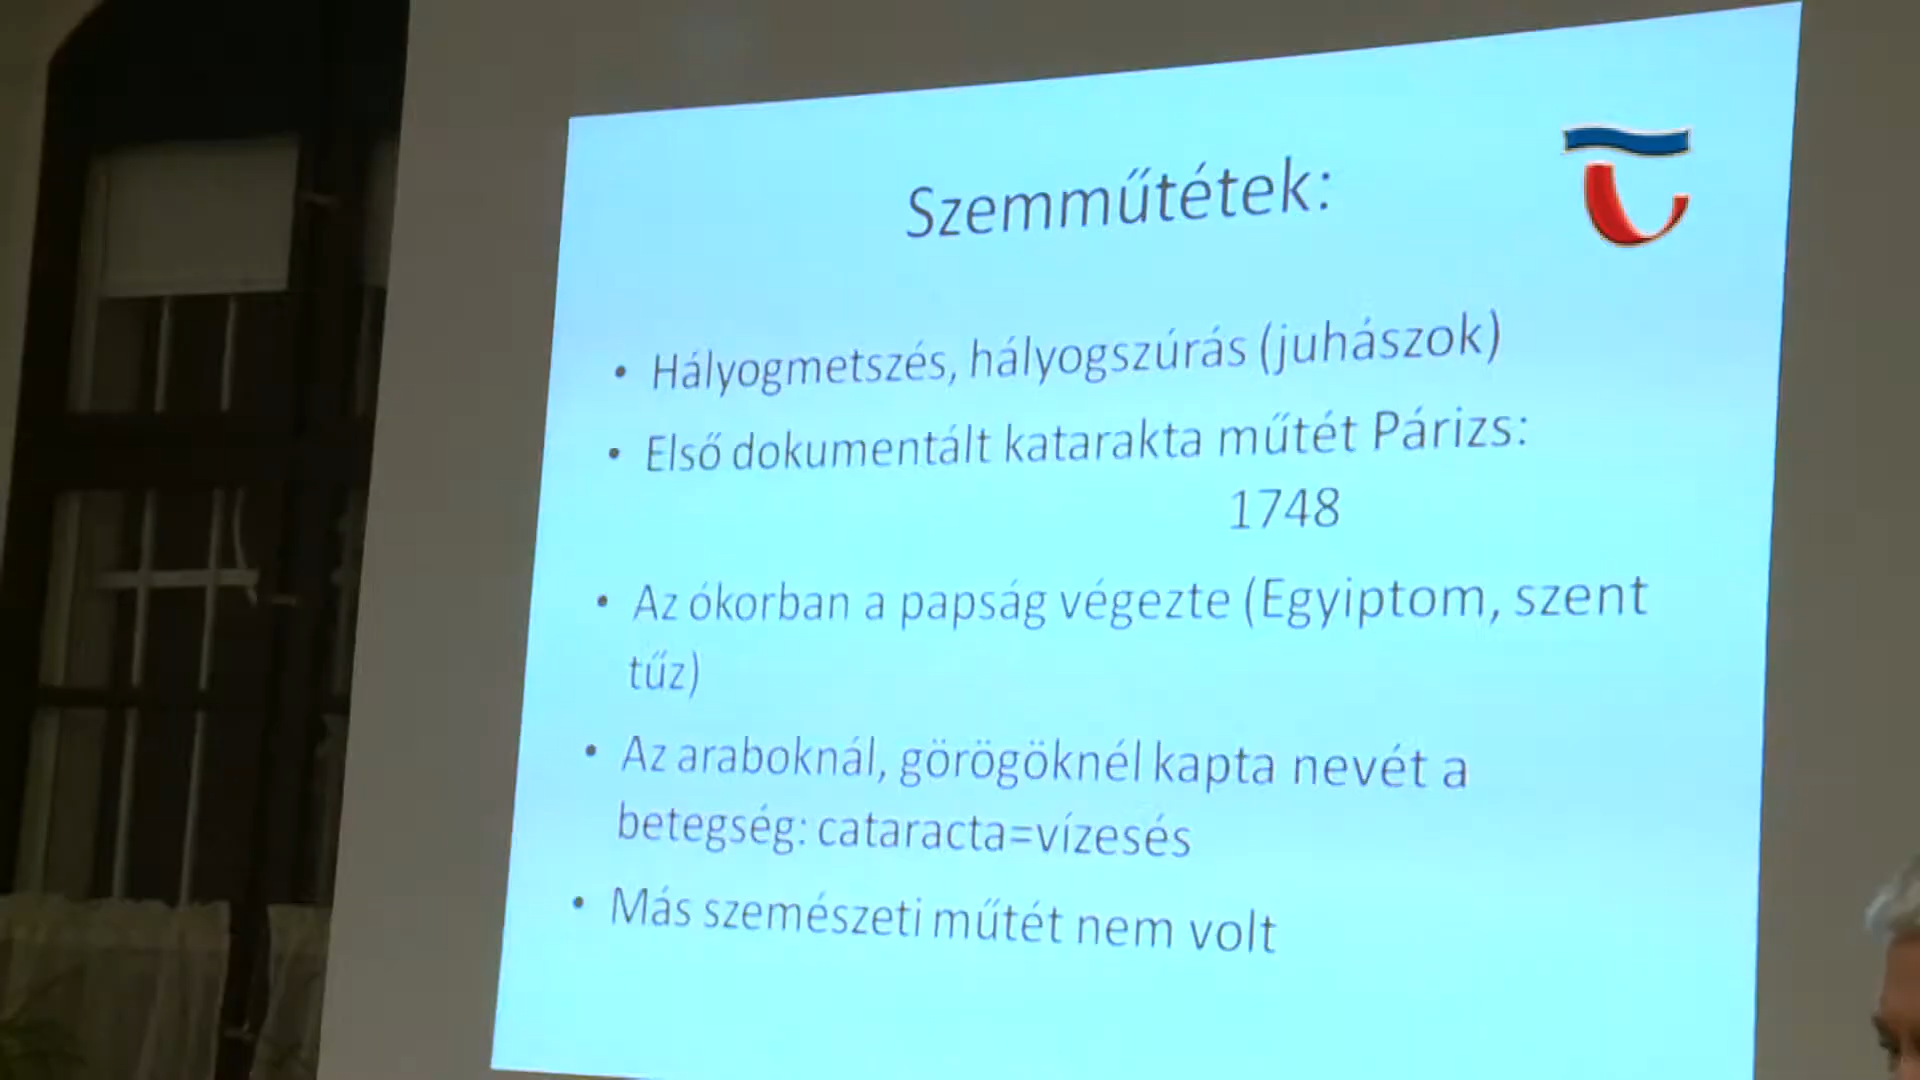 Szemműtétek:
• Hályogmetszés, hályogszúrás (juhászok)
• Első dokumentált katarakta műtét Párizs:
1748
• Az ókorban a papság végezte (Egyiptom, szent
tűz)
• Az araboknál, görögöknél kapta nevét a
betegség: cataracta=vízesés
• Más szemészeti műtét nem volt